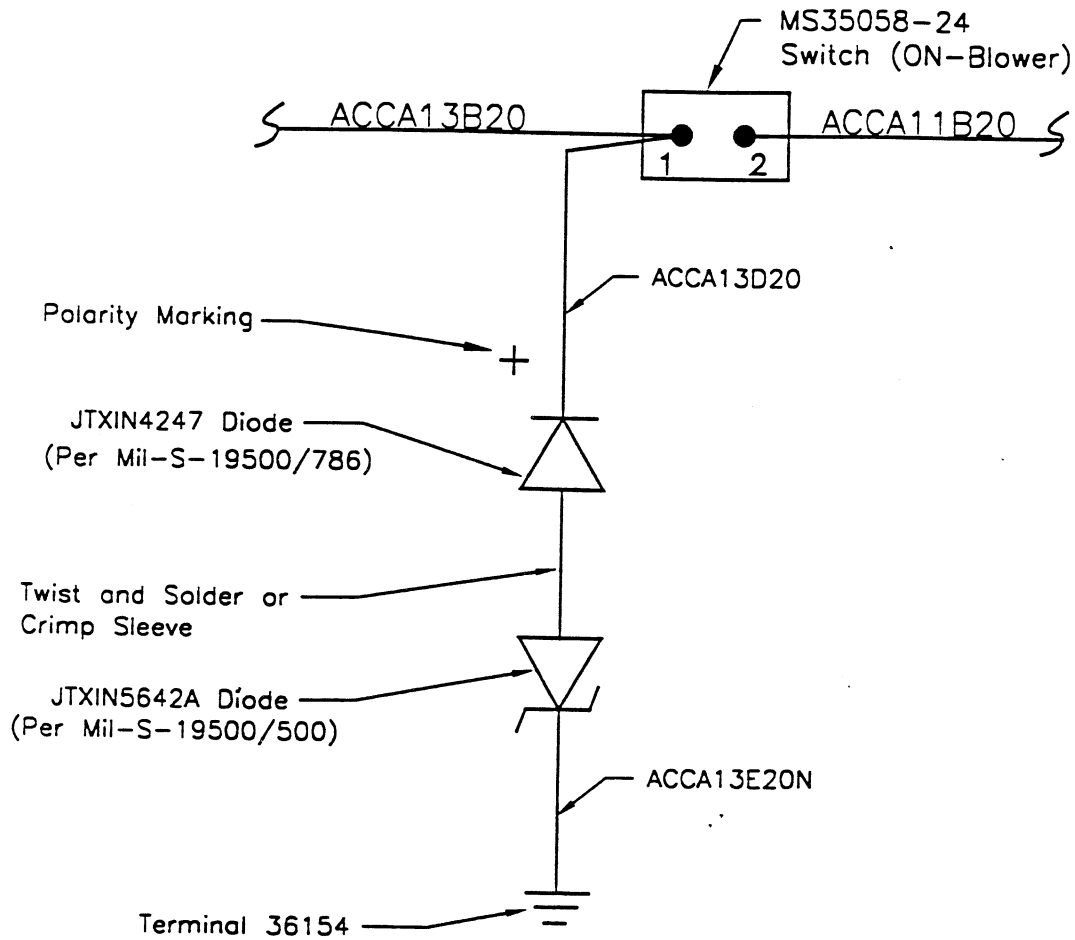 MS35058-24
Switch (ON-Blower)
ACCA13B20
ACCA11B20
1
2
ACCA13D20
Polarity Marking
+
JTXIN4247 Diode
(Per Mil-S-19500/786)
Twist and Solder or
Crimp Sleeve
JTXIN5642A Diode
(Per Mil-S-19500/500)
ACCA13E20N
Terminal 36154